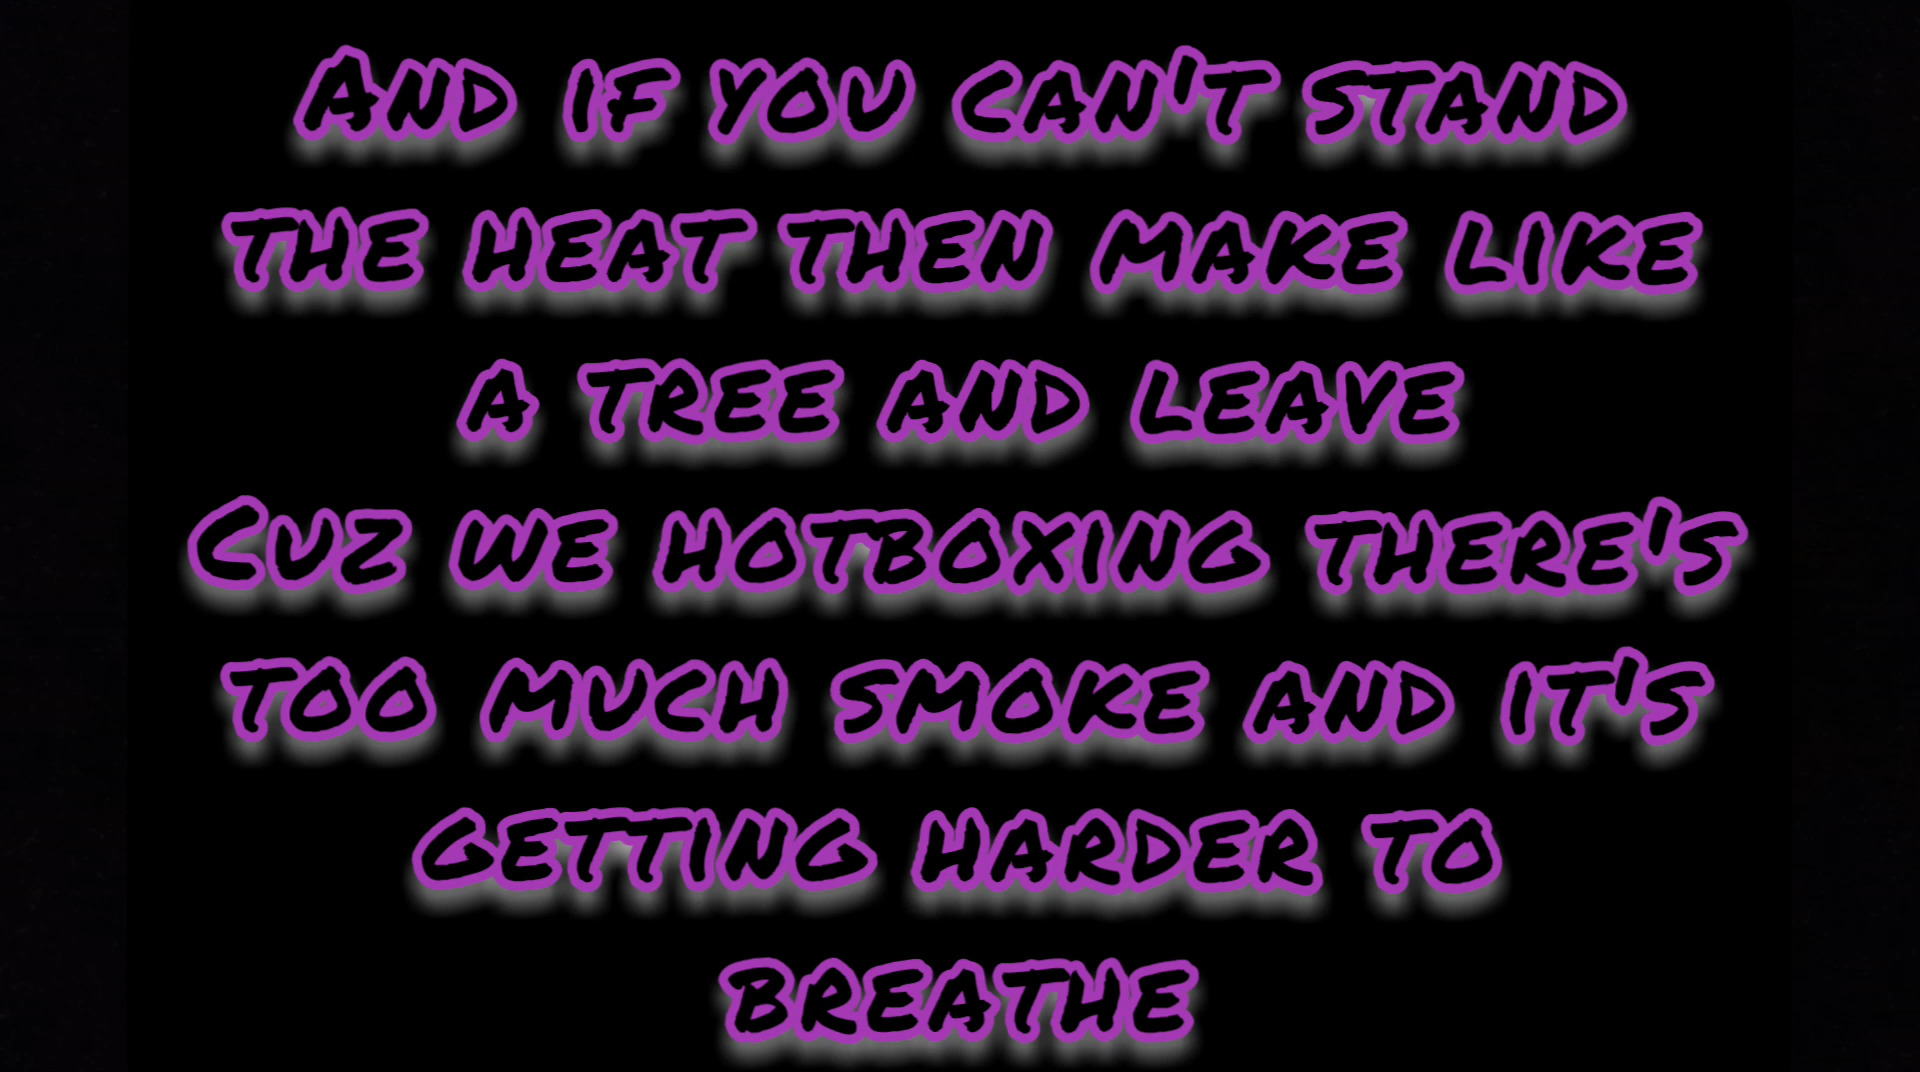 And if you can't stand
the heat then make like
a tree and leave
Cuz we hotboxing there's
too much smoke and it's
getting harder to
breathe